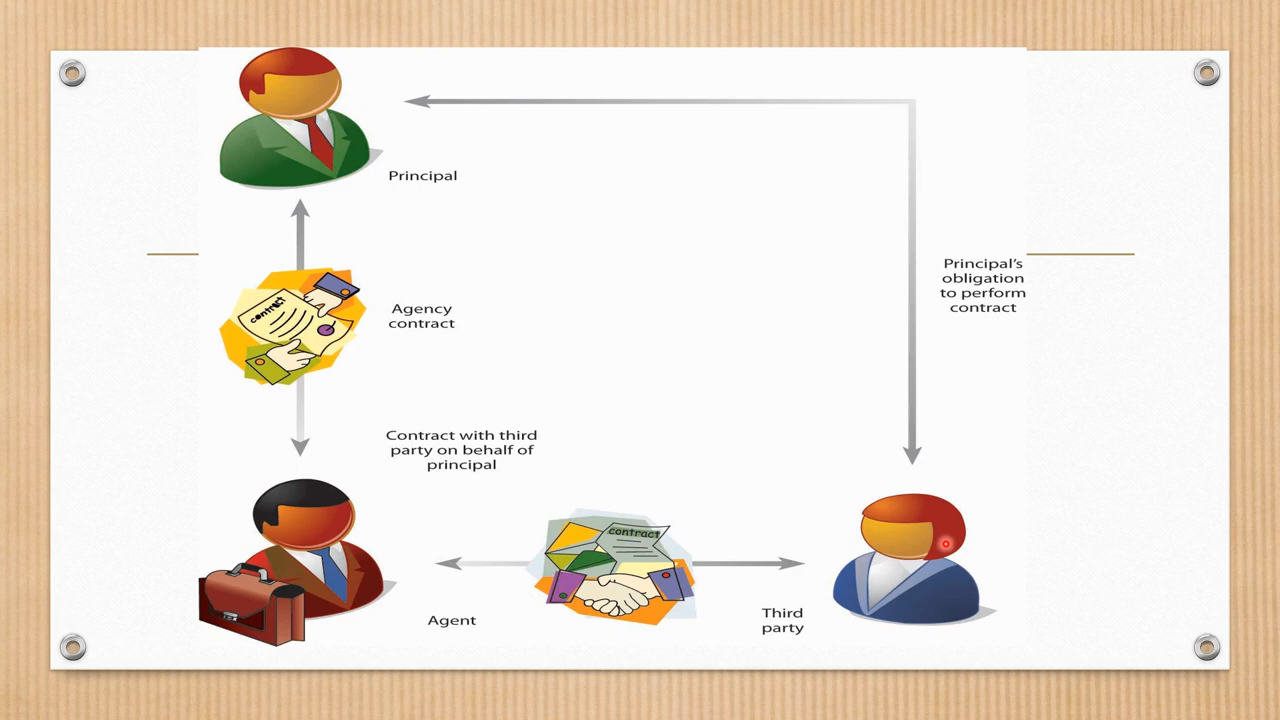 Principal
Principal's
obligation
to perform
contract
contract
Agency
contract
Contract with third
party on behalf of
principal
contract
Agent
Third
party